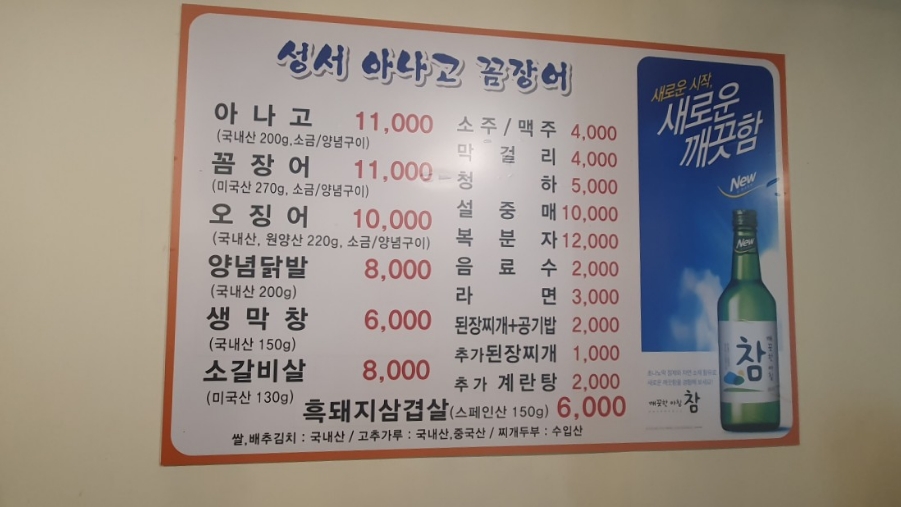 성서 아나고 꼼장어
아나고 11,000
(국내산 200g,소금/양념구이)
꼼장어 11,000
(미국산 270g, 소금/양념구이)
오징어 10,000
(국내산, 원양산 220g, 소금/양념구이)
양념닭발 8,000
(국내산 200g)
생막창 6,000
(국내산 150g)
소갈비살 8,000
(미국산 130g)
흑돼지삼겹살(스페인산 150g) 6,000
소주/맥주 4,000
막걸리 4,000
청하 5,000
설중매 10,000
복분자 12,000
음료수 2,000
라면 3,000
된장찌개+공기밥 2,000
추가된장찌개 1,000
추가 계란탕 2,000
쌀,배추김치 : 국내산 / 고추가루 : 국내산,중국산 / 찌개두부 : 수입산
새로운 시작,
새로운
깨끗함
New
New
참
깨끗한 아침 참